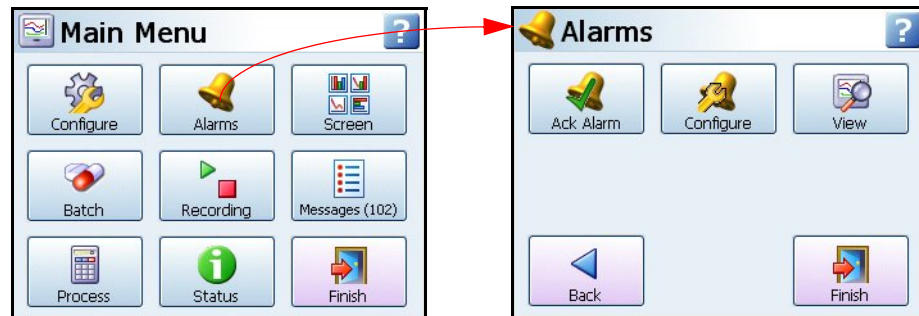 Main Menu
?
Configure
Alarms
Screen
Batch
Recording
Messages (102)
Process
Status
Finish
Alarms
?
Ack Alarm
Configure
View
Back
Finish